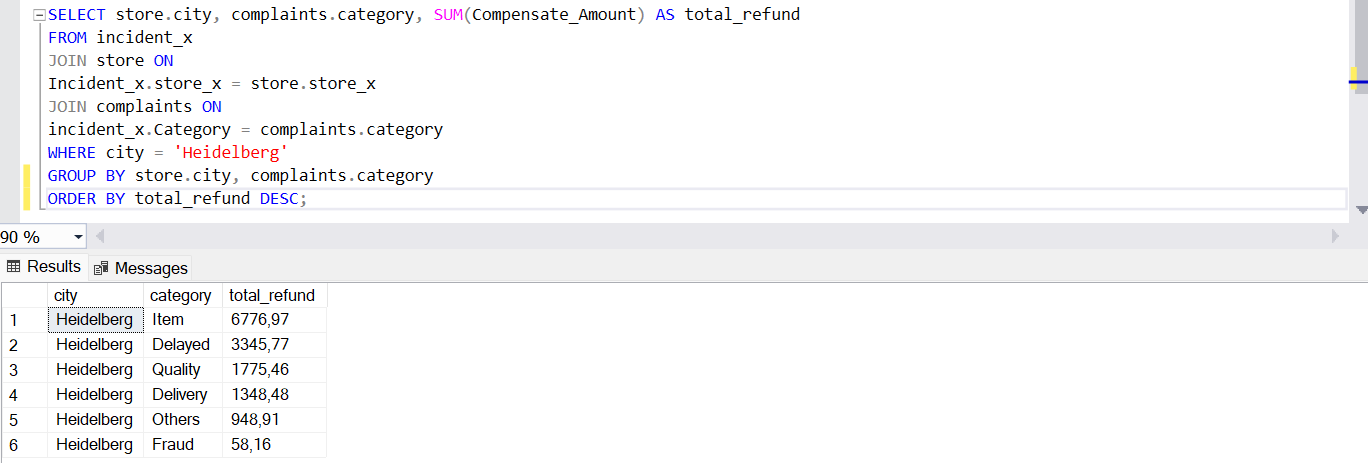 SELECT store.city, complaints.category, SUM(Compensate_Amount) AS total_refund
FROM incident_x
JOIN store ON
Incident_x.store_x = store.store_x
JOIN complaints ON
incident_x.Category = complaints.category
WHERE city = 'Heidelberg'
GROUP BY store.city, complaints.category
ORDER BY total_refund DESC;
90 %
Results Messages
city category total_refund
1 Heidelberg Item 6776,97
2 Heidelberg Delayed 3345,77
3 Heidelberg Quality 1775,46
4 Heidelberg Delivery 1348,48
5 Heidelberg Others 948,91
6 Heidelberg Fraud 58,16